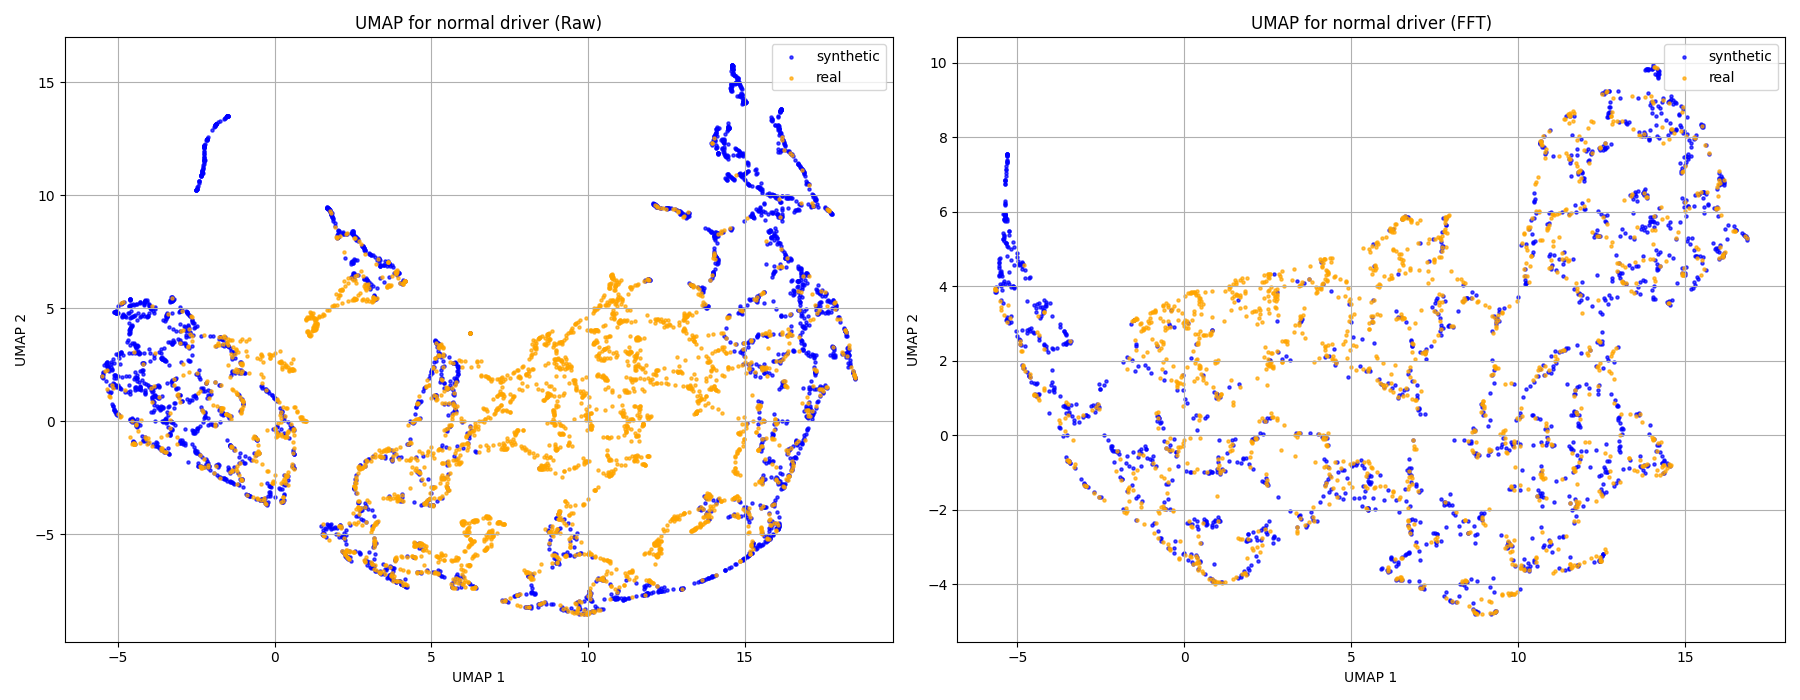 UMAP for normal driver (Raw)
synthetic
real
15
10
5
0
−5
UMAP 2
−5
0
5
10
15
UMAP 1
UMAP for normal driver (FFT)
synthetic
real
10
8
6
4
2
0
−2
−4
UMAP 2
−5
0
5
10
15
UMAP 1